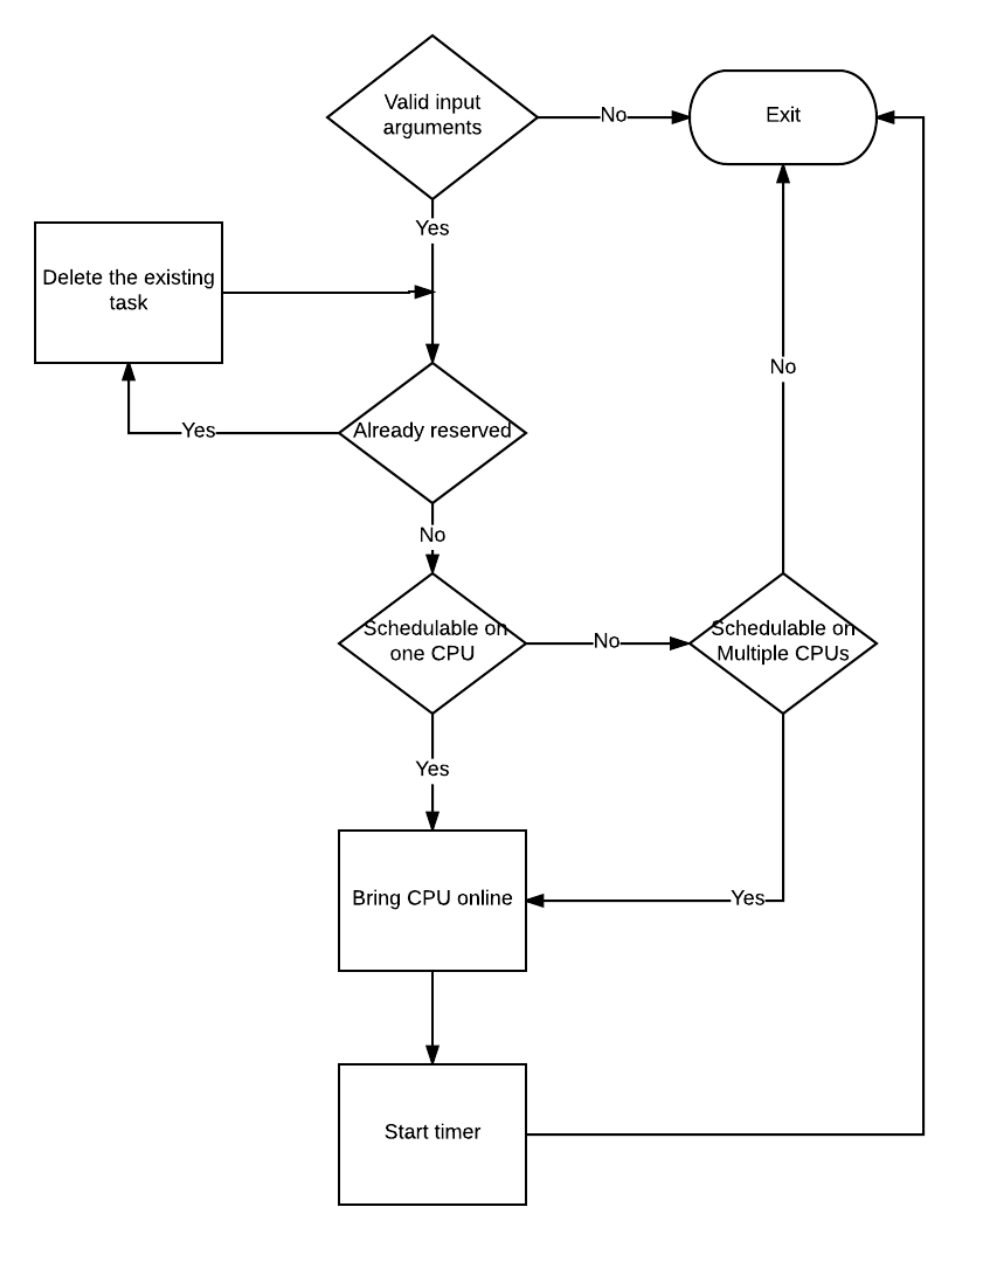 Valid input
arguments
No
Exit
Yes
Delete the existing
task
No
Yes
Already reserved
No
Schedulable on
one CPU
No
Schedulable on
Multiple CPUs
Yes
Bring CPU online
Yes
Start timer